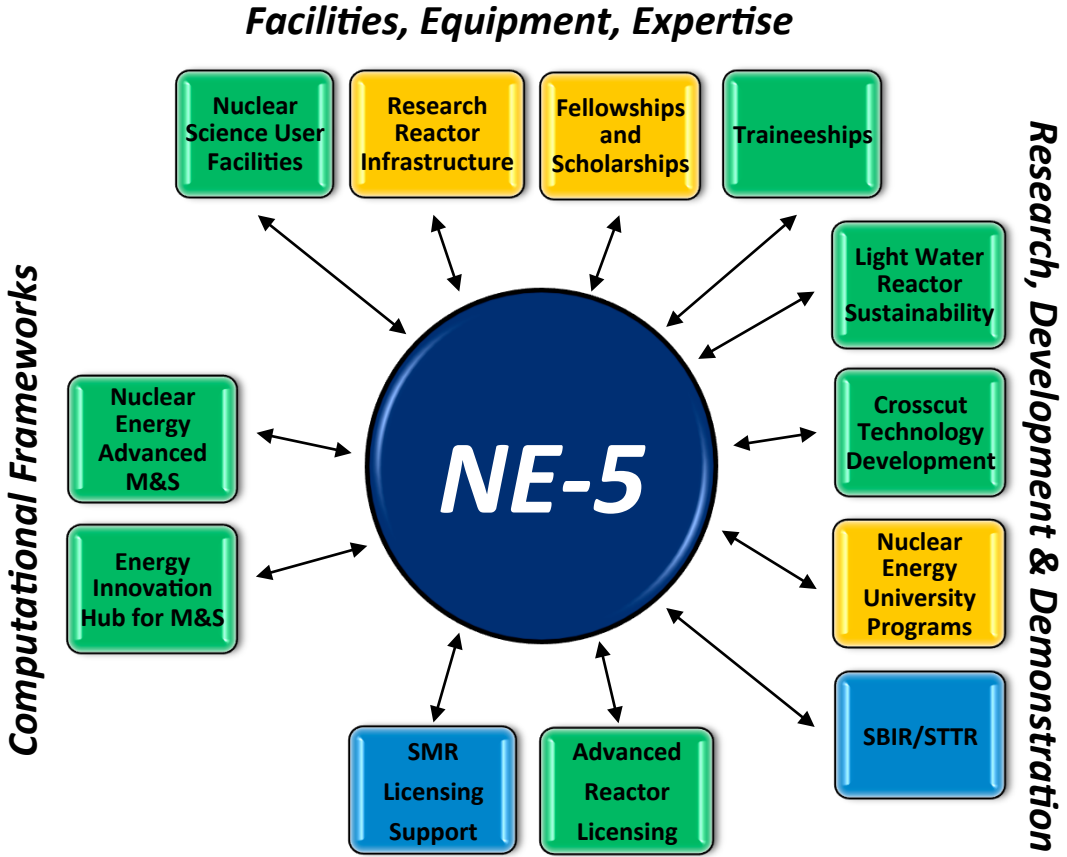 Facilities, Equipment, Expertise
Nuclear
Science User
Facilities
Research
Reactor
Infrastructure
Fellowships
and
Scholarships
Traineeships
Light Water
Reactor
Sustainability
Crosscut
Technology
Development
Nuclear
Energy
University
Programs
SBIR/STTR
Research, Development & Demonstration
Computational Frameworks
Nuclear
Energy
Advanced
M&S
Energy
Innovation
Hub for M&S
NE-5
SMR
Licensing
Support
Advanced
Reactor
Licensing